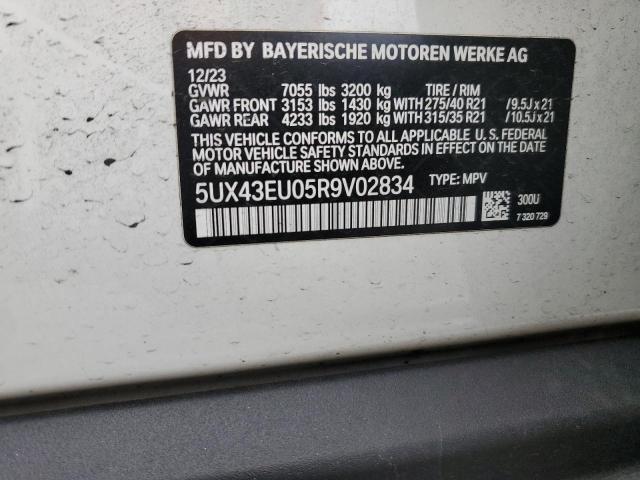 MFD BY BAYERISCHE MOTOREN WERKE AG
12/23
GVWR 7055 lbs 3200 kg TIRE / RIM
GAWR FRONT 3153 lbs 1430 kg WITH 275/40 R21 /9.5J x 21
GAWR REAR 4233 lbs 1920 kg WITH 315/35 R21 /10.5J x 21
THIS VEHICLE CONFORMS TO ALL APPLICABLE U. S. FEDERAL
MOTOR VEHICLE SAFETY STANDARDS IN EFFECT ON THE DATE
OF MANUFACTURE SHOWN ABOVE.
5UX43EU05R9V02834 TYPE: MPV
300U
7 320 729